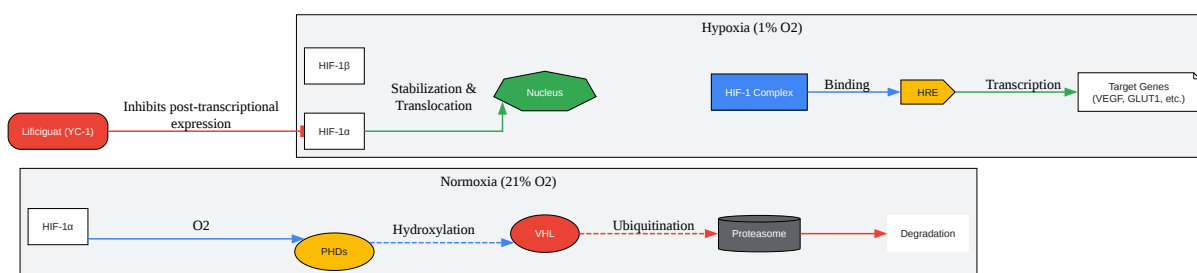 Hypoxia (1% O2)
HIF-1β
Stabilization &
Translocation
Nucleus
HIF-1 Complex
Binding
HRE
Transcription
Target Genes
(VEGF, GLUT1, etc.)
Lificiguat (YC-1)
Inhibits post-transcriptional
expression
HIF-1α
Normoxia (21% O2)
HIF-1α
O2
PHDs
Hydroxylation
VHL
Ubiquitination
Proteasome
Degradation